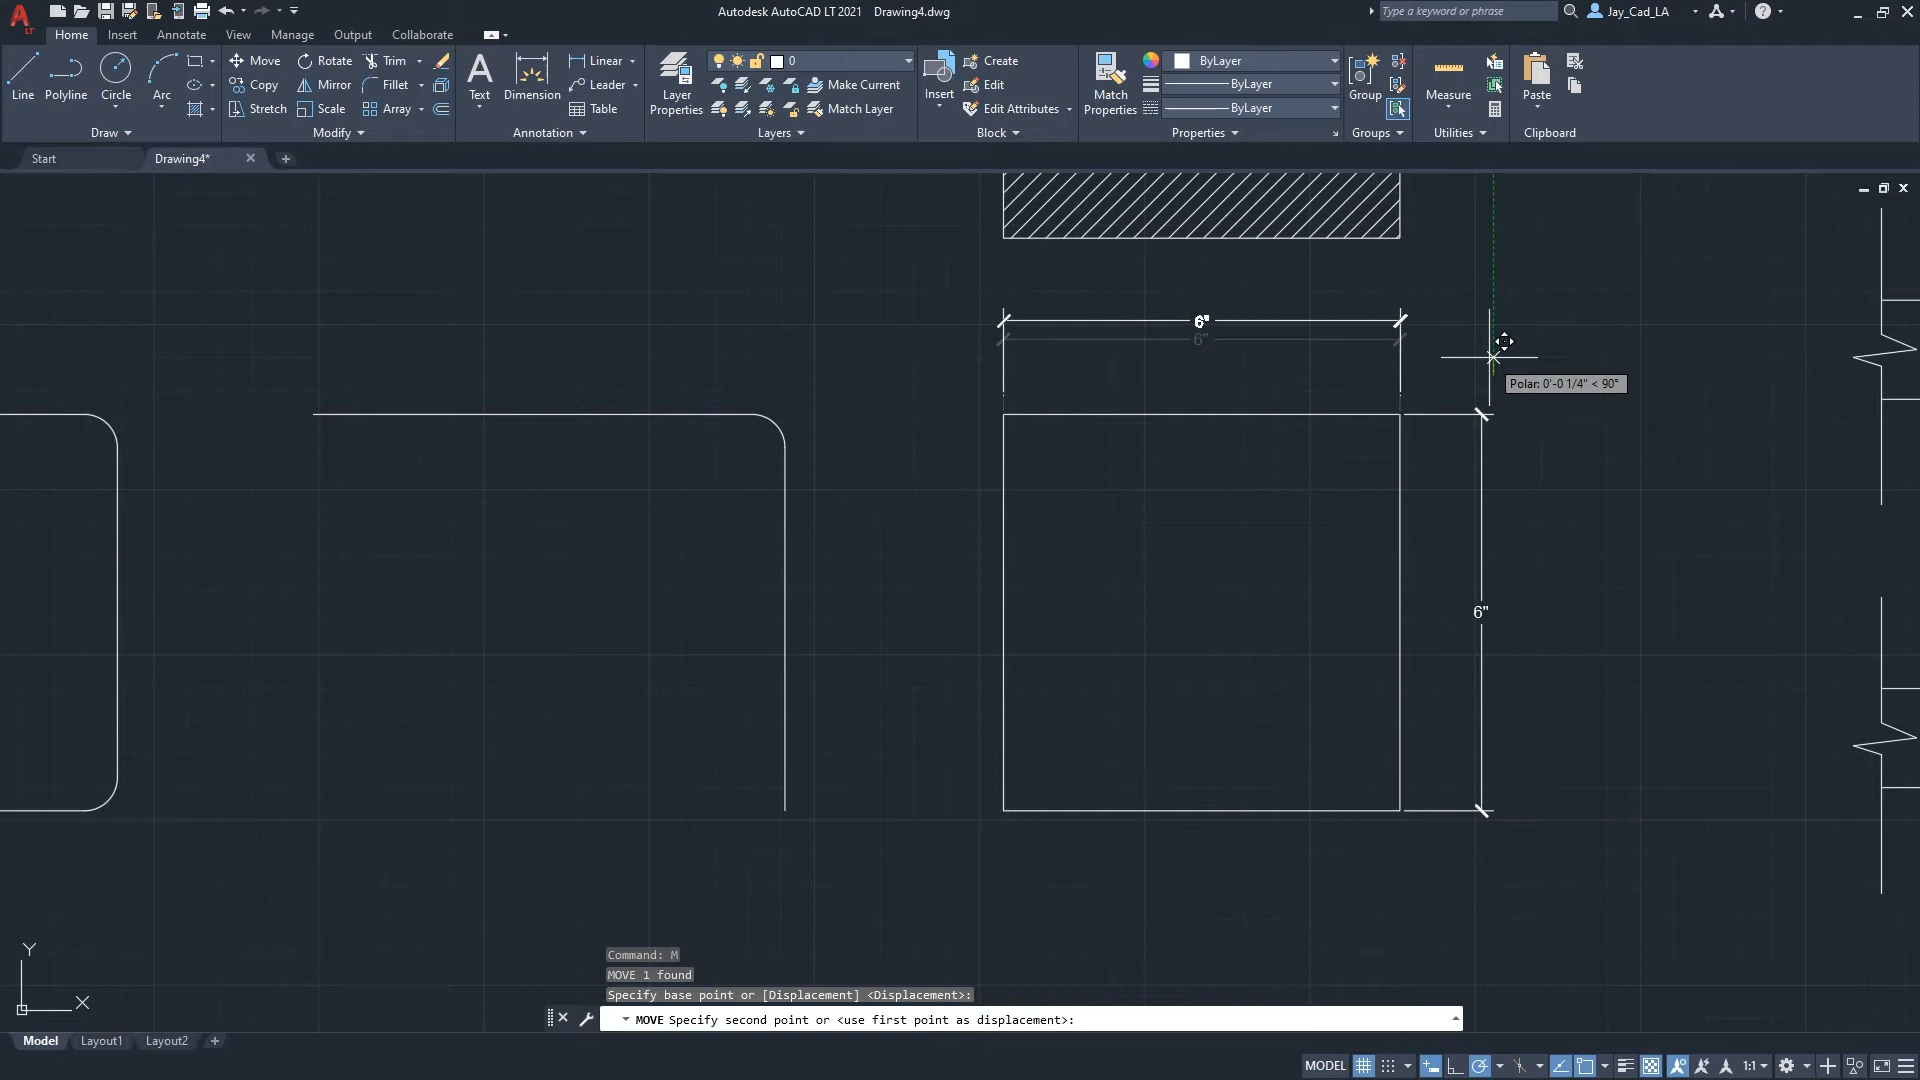 Autodesk AutoCAD LT 2021 Drawing4.dwg
Type a keyword or phrase
Jay_Cad_LA
LT
Home Insert Annotate View Manage Output Collaborate
Move Rotate Trim Linear 0 Create ByLayer
Copy Mirror Fillet Leader Make Current Edit ByLayer
Line Polyline Circle Arc Text Dimension Layer Properties Insert Match Properties Group Measure Paste
Stretch Scale Array Table Match Layer Edit Attributes ByLayer
Draw Modify Annotation Layers Block Properties Groups Utilities Clipboard
Start Drawing4*
6"
6"
Polar: 0'-0 1/4" < 90°
6"
Y
X
Command: M
MOVE 1 found
Specify base point or [Displacement] <Displacement>:
MOVE Specify second point or <use first point as displacement>:
Model Layout1 Layout2
MODEL 1:1